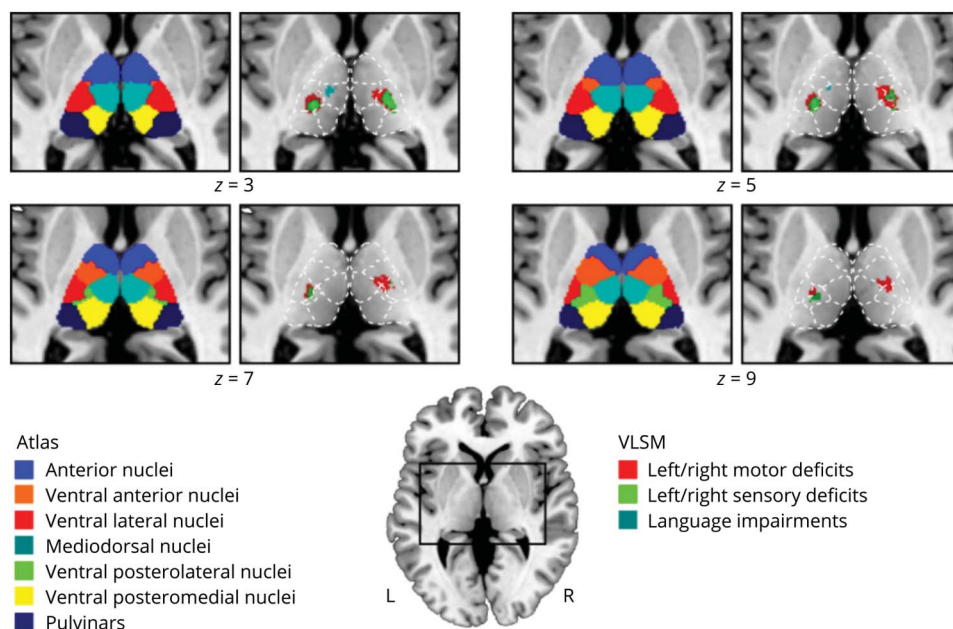 z = 3
z = 5
z = 7
z = 9
Atlas
Anterior nuclei
Ventral anterior nuclei
Ventral lateral nuclei
Mediodorsal nuclei
Ventral posterolateral nuclei
Ventral posteromedial nuclei
Pulvinars
L
R
VLSM
Left/right motor deficits
Left/right sensory deficits
Language impairments